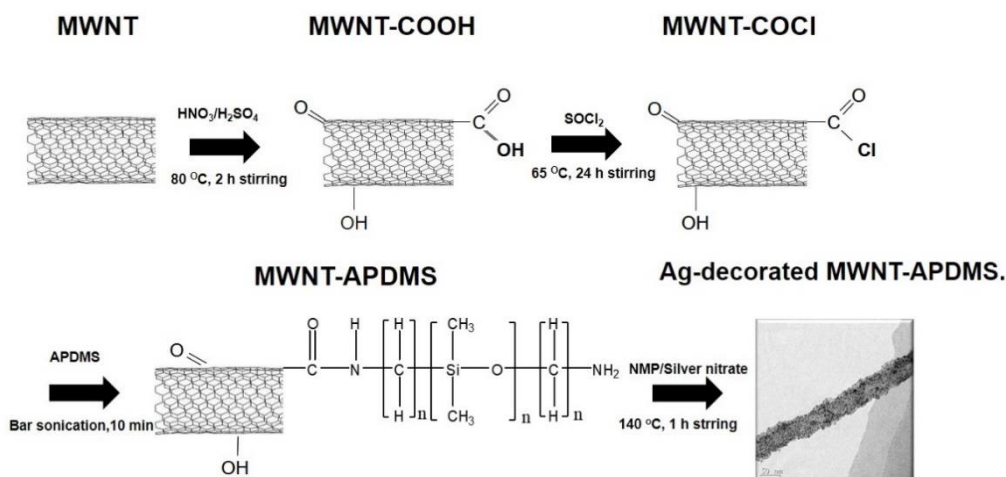 MWNT
MWNT-COOH
MWNT-COCl
HNO3/H2SO4
80 OC, 2 h stirring
O
O
C
OH
OH
SOCl2
65 OC, 24 h stirring
O
O
C
Cl
OH
MWNT-APDMS
Ag-decorated MWNT-APDMS.
APDMS
Bar sonication,10 min
O
OH
O H H CH3 H
C N C Si O C NH2
H n CH3 n H n
NMP/Silver nitrate
140 oC, 1 h strring